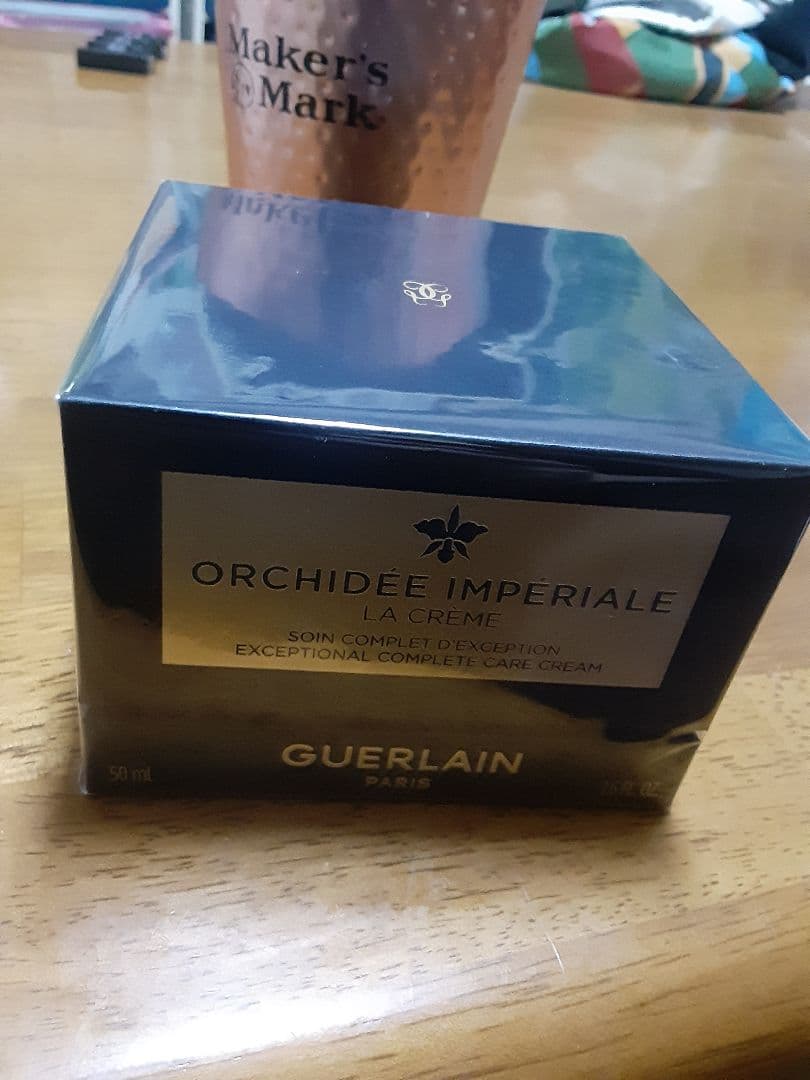 Maker's
Mark
ORCHIDÉE IMPÉRIALE
LA CRÈME
SOIN COMPLET D'EXCEPTION
EXCEPTIONAL COMPLETE CARE CREAM
GUERLAIN
PARIS
50 ml